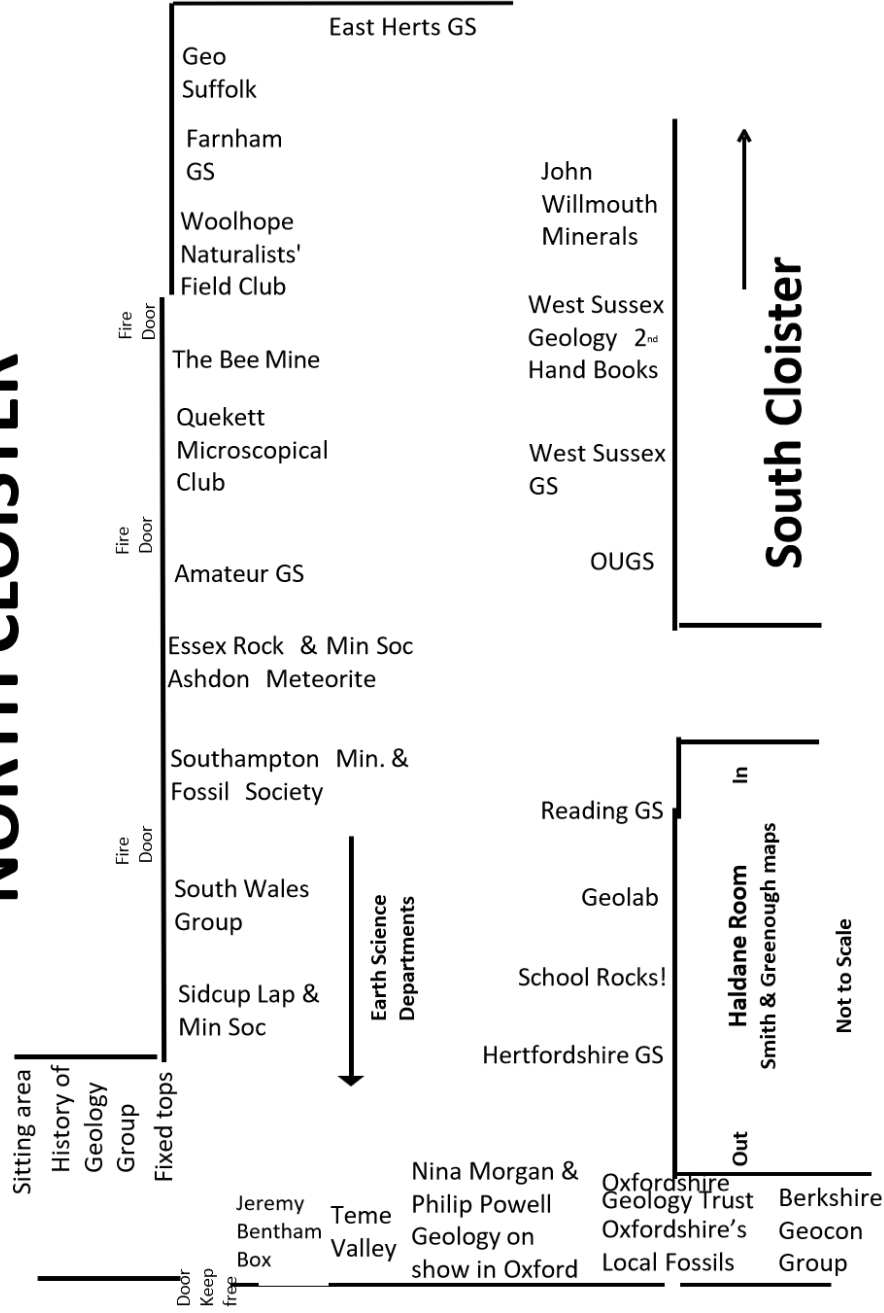 East Herts GS
Geo
Suffolk
Farnham
GS
Woolhope
Naturalists'
Field Club
Fire
Door
The Bee Mine
Quekett
Microscopical
Club
Fire
Door
Amateur GS
Essex Rock & Min Soc
Ashdon Meteorite
Southampton Min. &
Fossil Society
Fire
Door
South Wales
Group
Sidcup Lap &
Min Soc
NORTH CLOISTER
John
Willmouth
Minerals
West Sussex
Geology 2nd
Hand Books
West Sussex
GS
OUGS
South Cloister
Reading GS
Geolab
School Rocks!
Hertfordshire GS
Earth Science
Departments
In
Haldane Room
Smith & Greenough maps
Out
Not to Scale
Sitting area
History of
Geology
Group
Fixed tops
Door
Keep
free
Jeremy
Bentham
Box
Teme
Valley
Nina Morgan &
Philip Powell
Geology on
show in Oxford
Oxfordshire
Geology Trust
Oxfordshire’s
Local Fossils
Berkshire
Geocon
Group